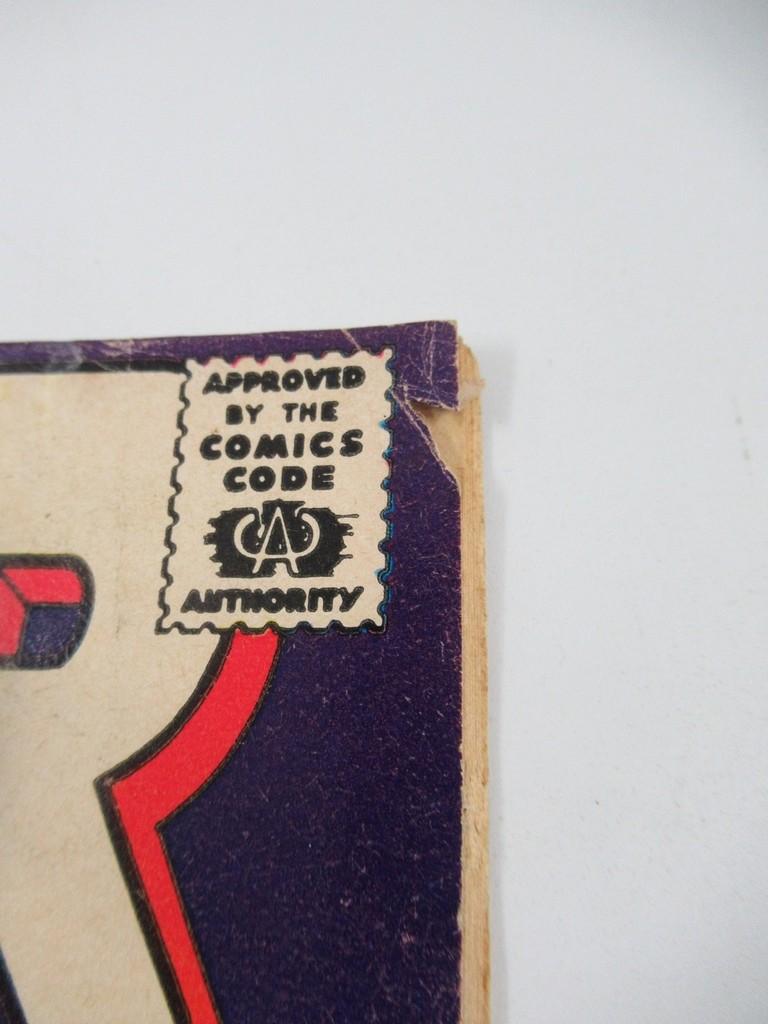 APPROVED
BY THE
COMICS
CODE
CA
AUTHORITY